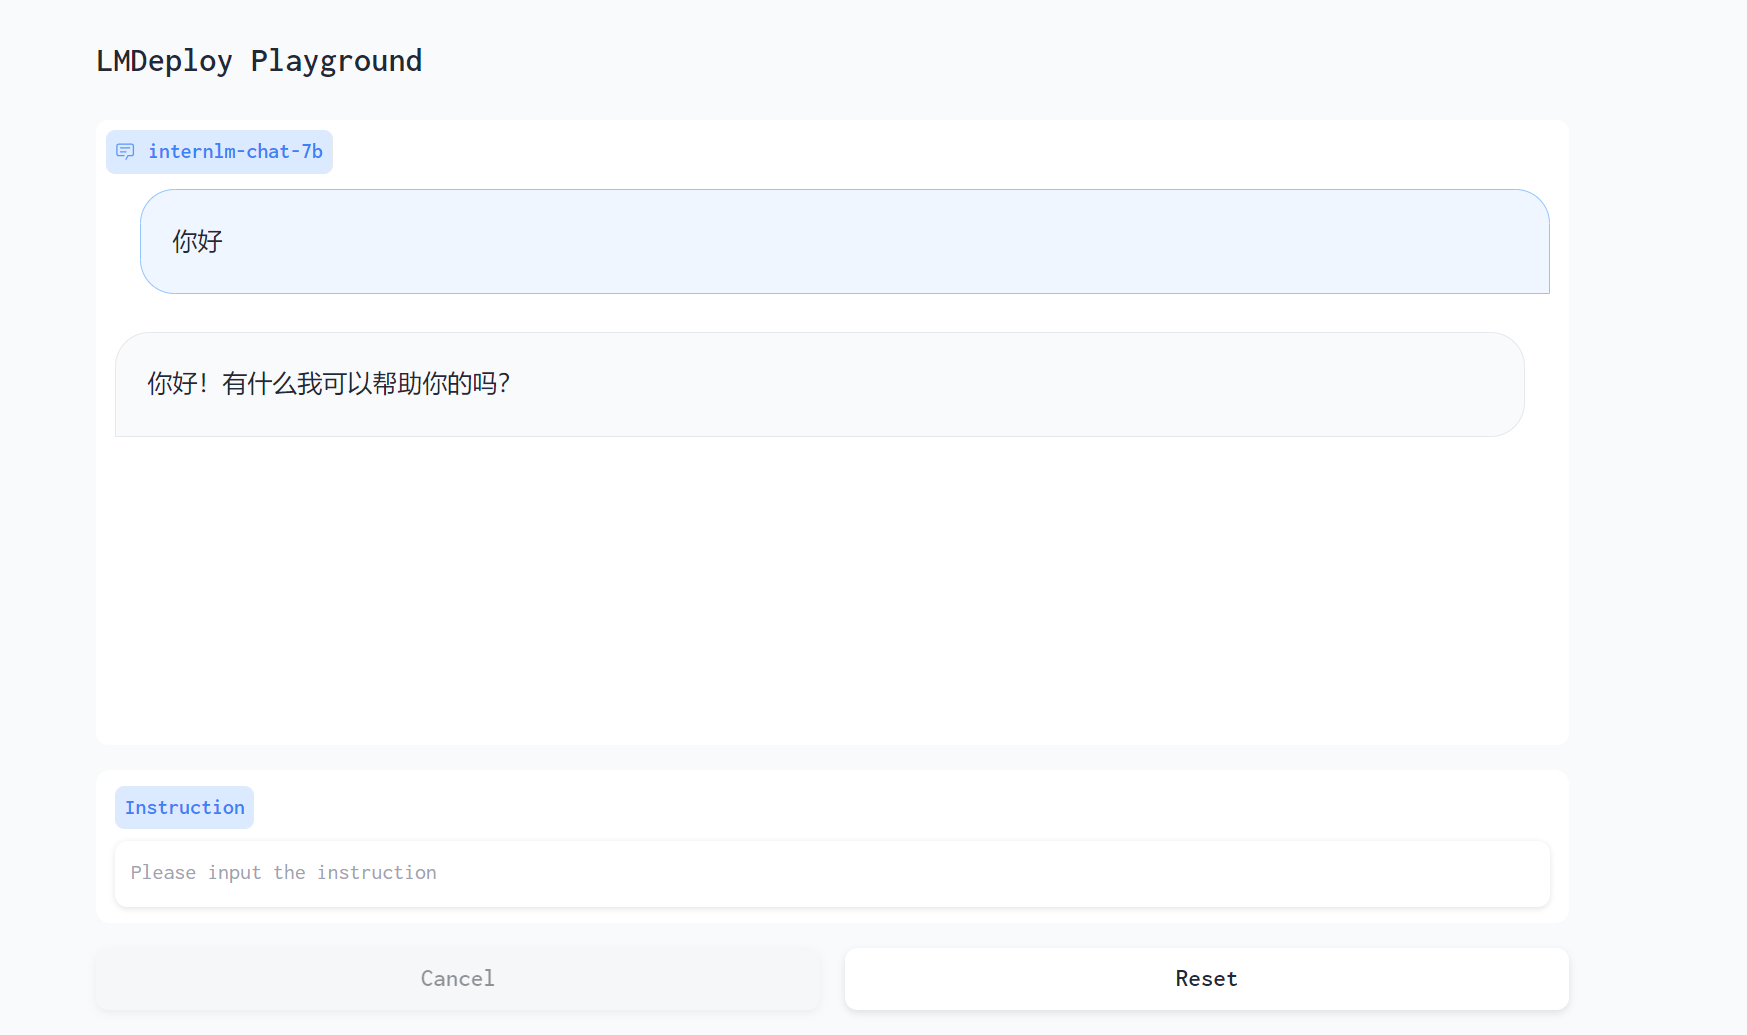 LMDeploy Playground
internlm-chat-7b
你好
你好！有什么我可以帮助你的吗？
Instruction
Please input the instruction
Cancel
Reset